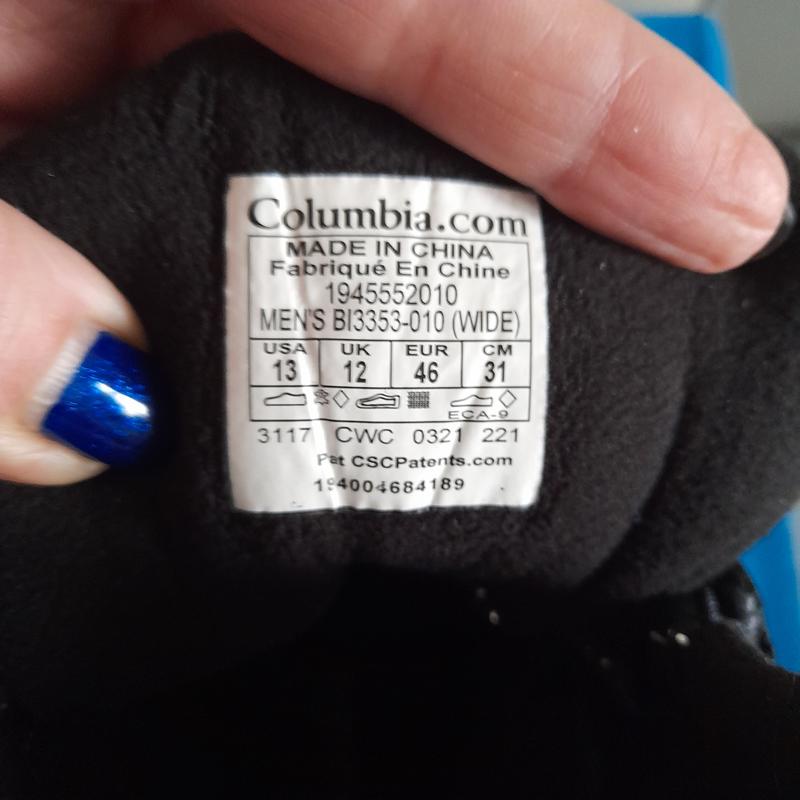 Columbia.com
MADE IN CHINA
Fabriqué En Chine
1945552010
MEN'S BI3353-010 (WIDE)
USA UK EUR CM
13 12 46 31
ECA-9
3117 CWC 0321 221
Pat CSCPatents.com
194004684189